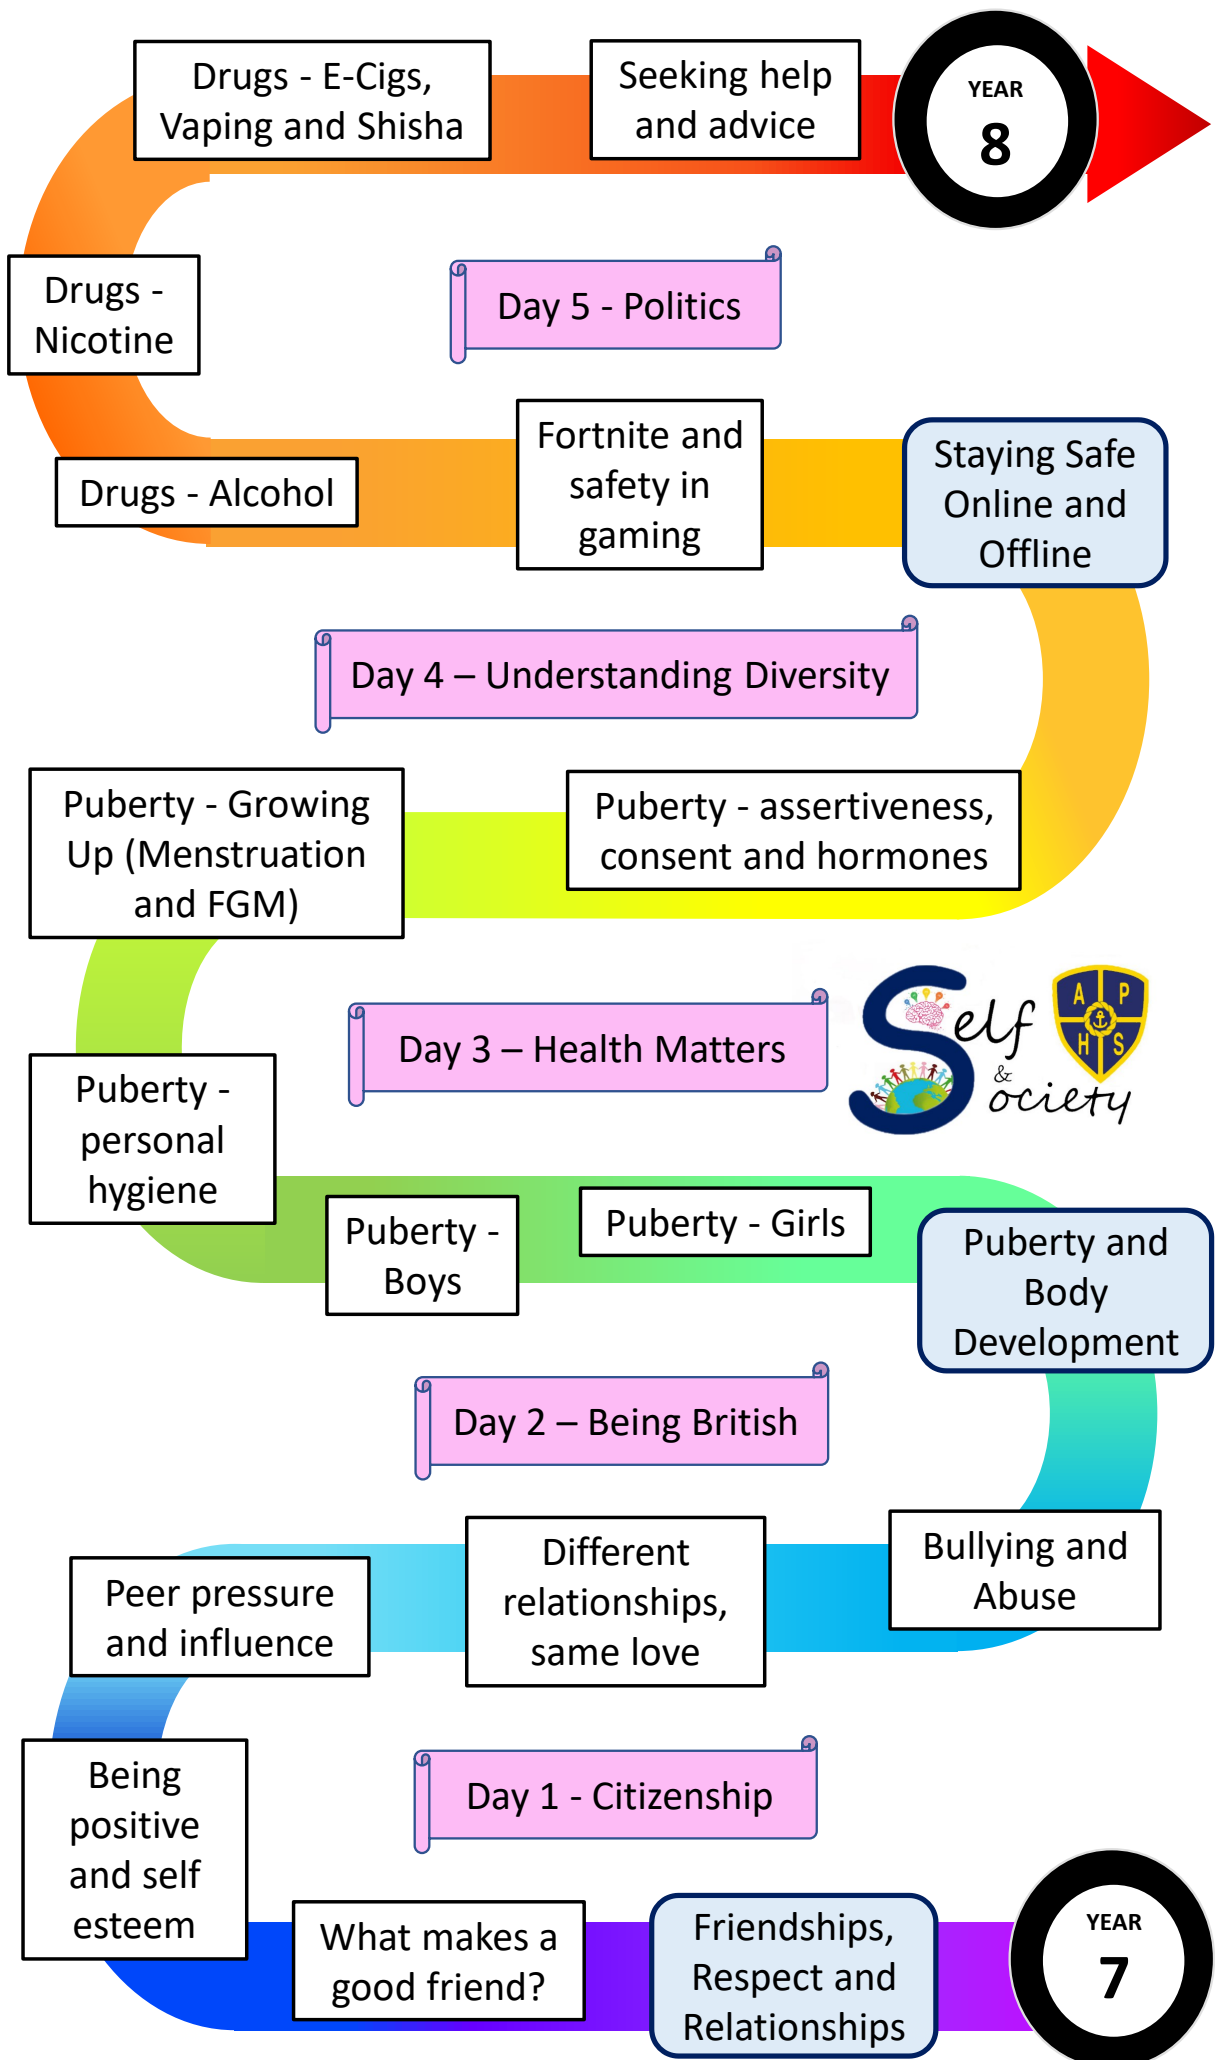 Drugs - E-Cigs,
Vaping and Shisha
Seeking help
and advice
YEAR
8
Drugs -
Nicotine
Day 5 - Politics
Drugs - Alcohol
Fortnite and
safety in
gaming
Staying Safe
Online and
Offline
Day 4 – Understanding Diversity
Puberty - Growing
Up (Menstruation
and FGM)
Puberty - assertiveness,
consent and hormones
Day 3 – Health Matters
Self
&
Society
A P
H S
Puberty -
personal
hygiene
Puberty -
Boys
Puberty - Girls
Puberty and
Body
Development
Day 2 – Being British
Peer pressure
and influence
Different
relationships,
same love
Bullying and
Abuse
Being
positive
and self
esteem
Day 1 - Citizenship
What makes a
good friend?
Friendships,
Respect and
Relationships
YEAR
7